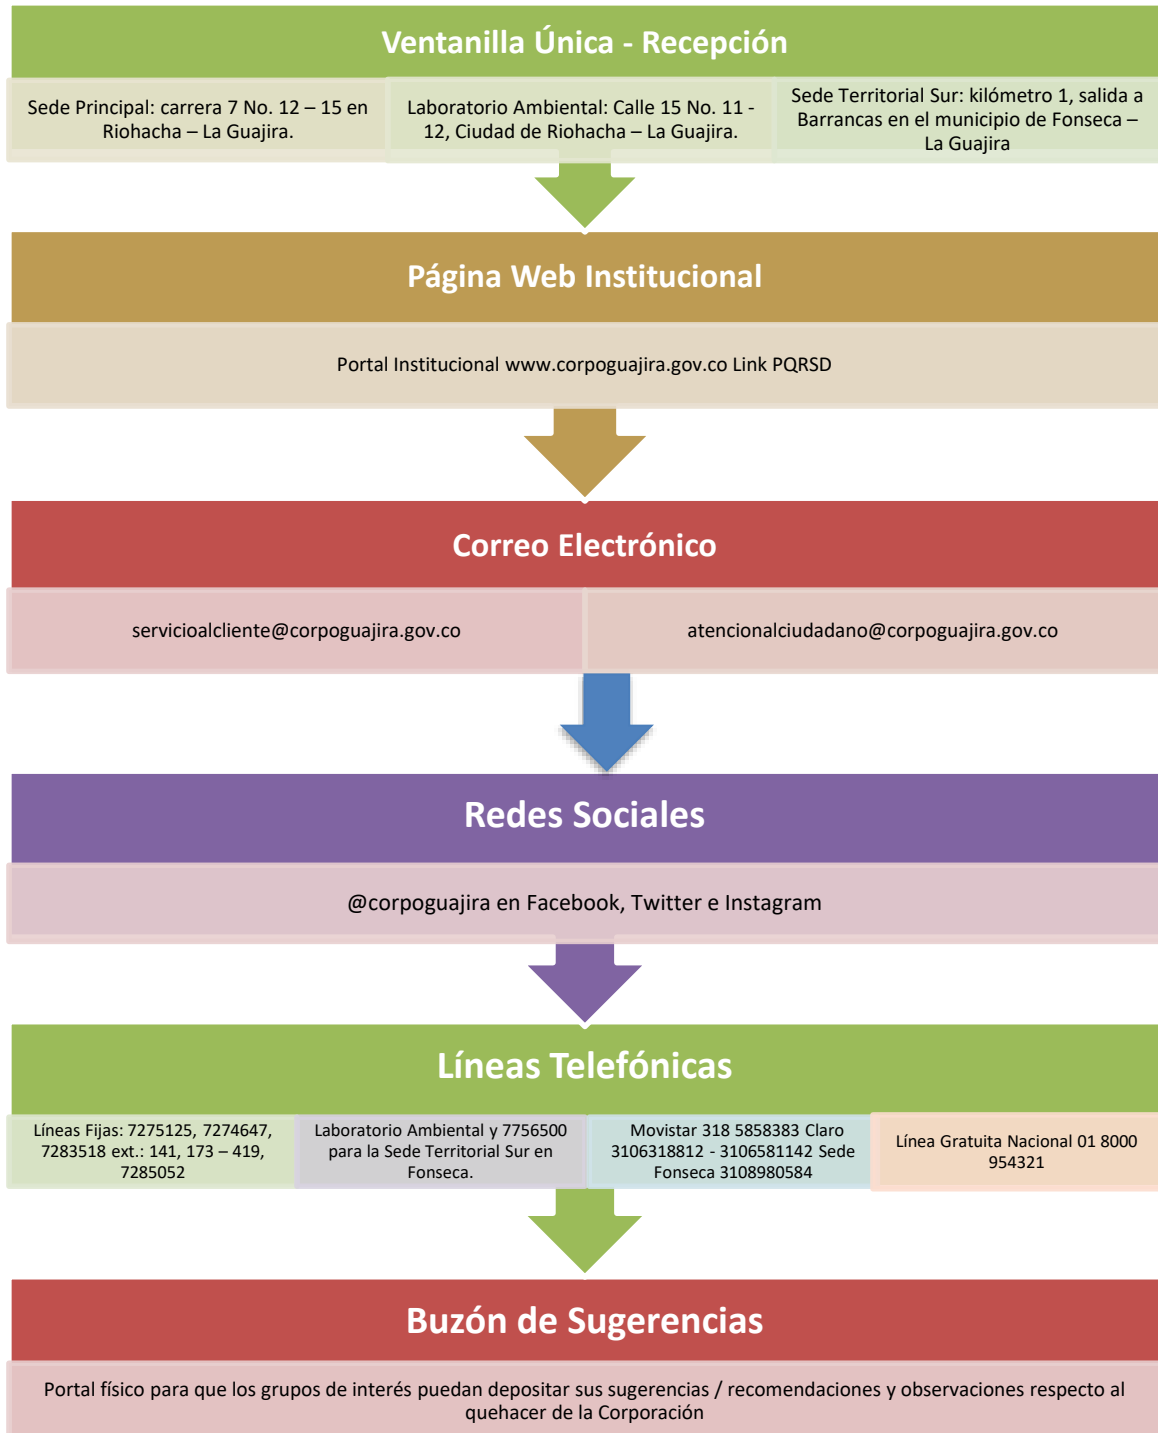 Ventanilla Única - Recepción
Sede Principal: carrera 7 No. 12 – 15 en
Riohacha – La Guajira.
Laboratorio Ambiental: Calle 15 No. 11 -
12, Ciudad de Riohacha – La Guajira.
Sede Territorial Sur: kilómetro 1, salida a
Barrancas en el municipio de Fonseca –
La Guajira
Página Web Institucional
Portal Institucional www.corpoguajira.gov.co Link PQRSD
Correo Electrónico
servicioalcliente@corpoguajira.gov.co
atencionalciudadano@corpoguajira.gov.co
Redes Sociales
@corpoguajira en Facebook, Twitter e Instagram
Líneas Telefónicas
Líneas Fijas: 7275125, 7274647,
7283518 ext.: 141, 173 – 419,
7285052
Laboratorio Ambiental y 7756500
para la Sede Territorial Sur en
Fonseca.
Movistar 318 5858383 Claro
3106318812 - 3106581142 Sede
Fonseca 3108980584
Línea Gratuita Nacional 01 8000
954321
Buzón de Sugerencias
Portal físico para que los grupos de interés puedan depositar sus sugerencias / recomendaciones y observaciones respecto al
quehacer de la Corporación